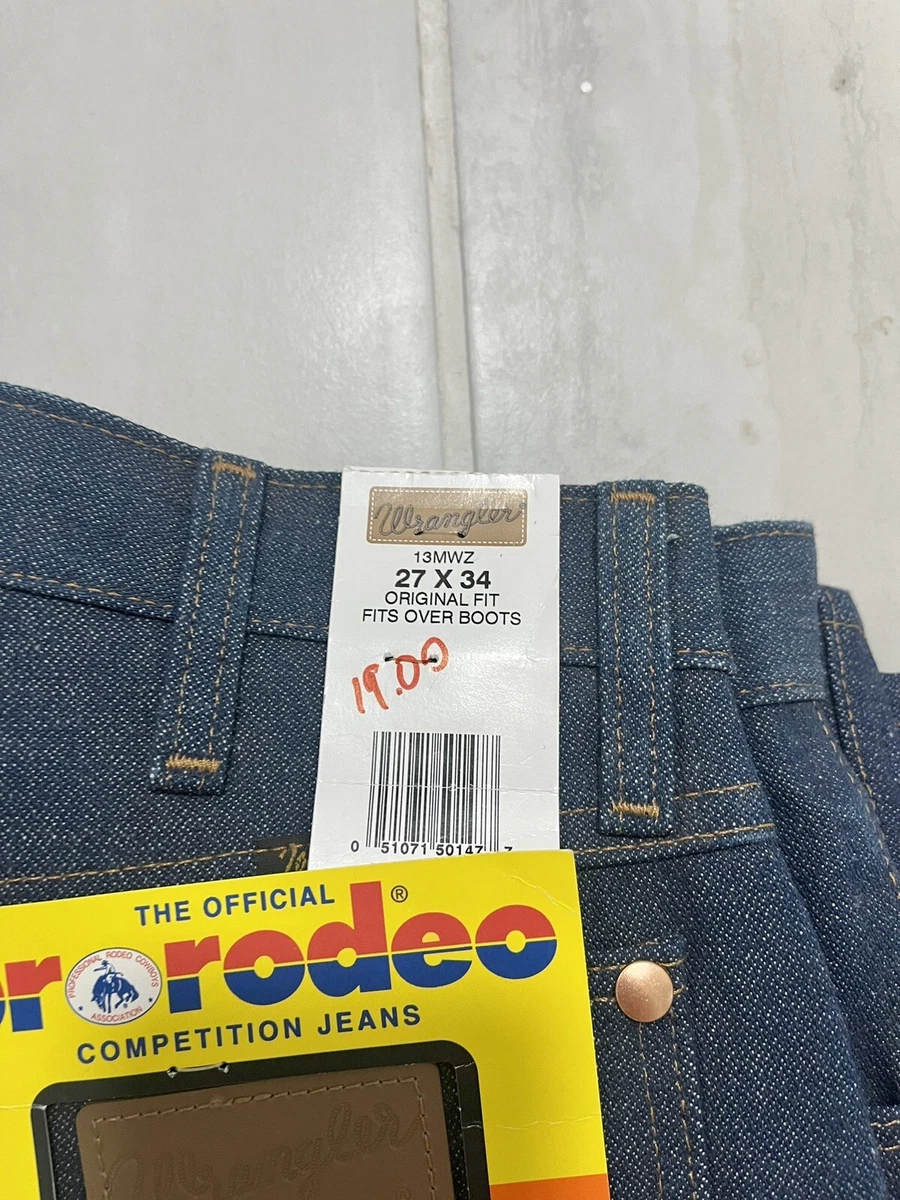 Wrangler®
13MWZ
27 X 34
ORIGINAL FIT
FITS OVER BOOTS
19.00
0 51071 50147 7
THE OFFICIAL
rodeo®
PROFESSIONAL RODEO COWBOYS
ASSOCIATION
COMPETITION JEANS
Wrangler